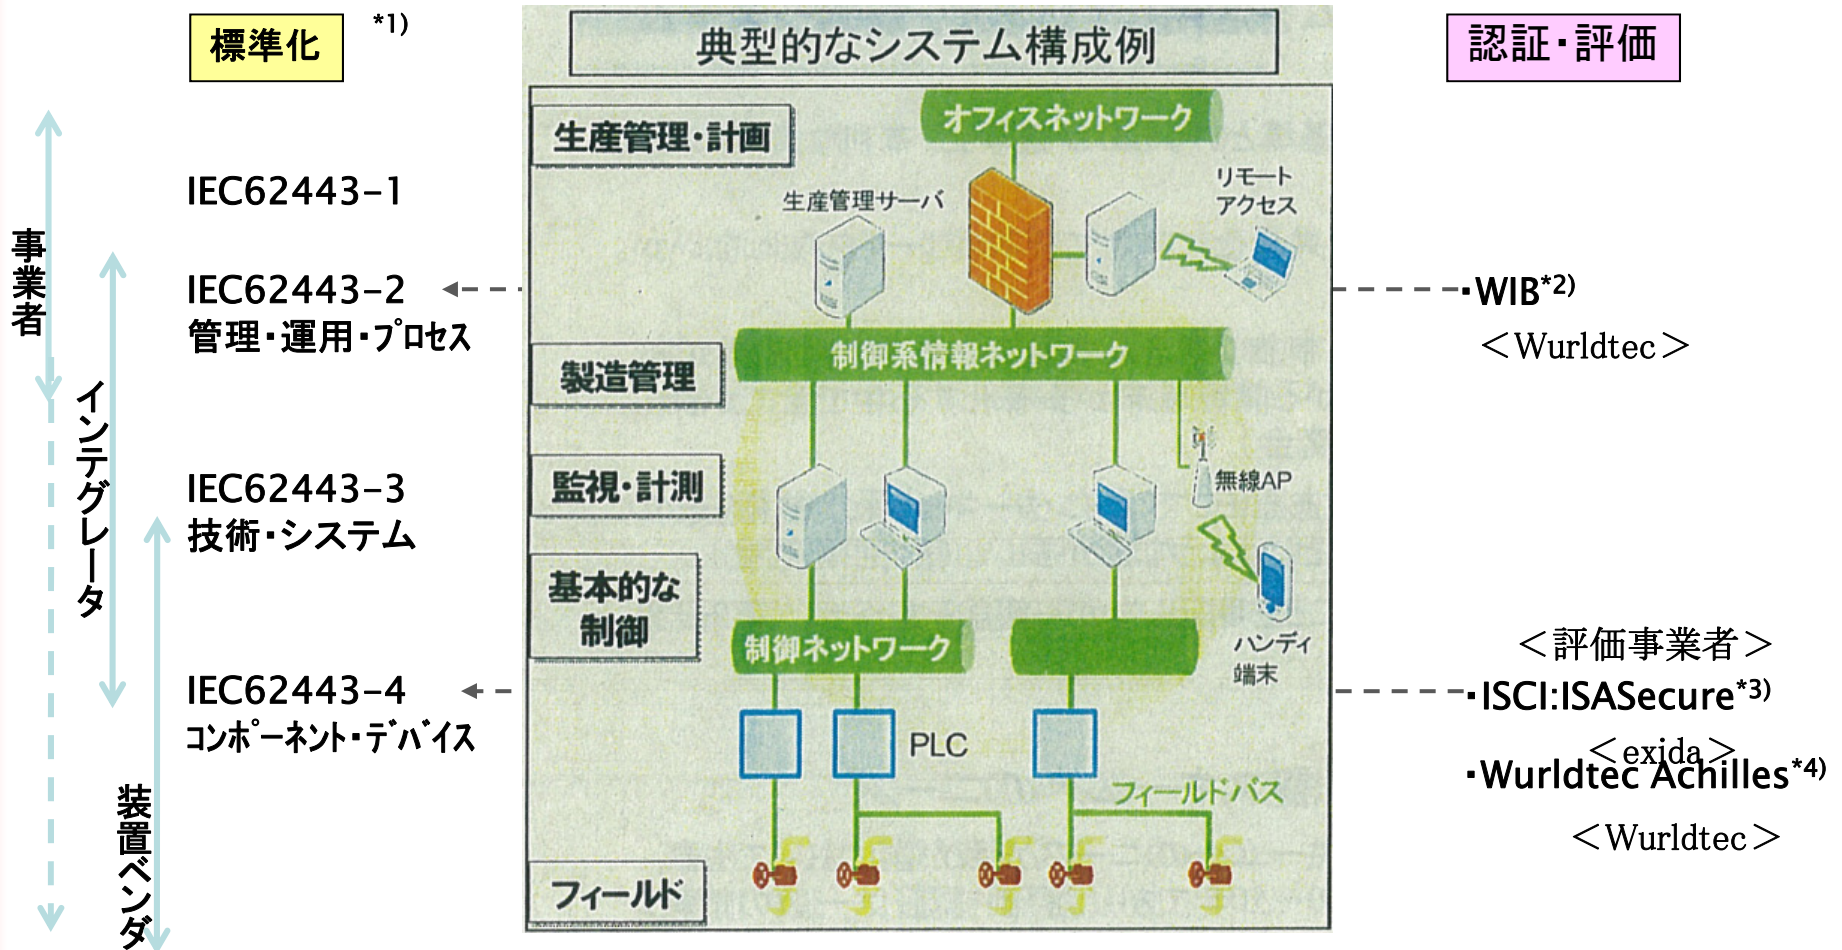 標準化
*1)
典型的なシステム構成例
認証・評価
生産管理・計画
オフィスネットワーク
IEC62443-1
生産管理サーバ
リモート
アクセス
事業者
IEC62443-2
管理・運用・プロセス
・WIB*2)
＜Wurldtec＞
制御系情報ネットワーク
製造管理
インテグレータ
IEC62443-3
技術・システム
監視・計測
無線AP
基本的な
制御
制御ネットワーク
ハンディ
端末
＜評価事業者＞
IEC62443-4
コンポーネント・デバイス
・ISCI:ISASecure*3)
＜exida＞
・Wurldtec Achilles*4)
＜Wurldtec＞
PLC
フィールドバス
装置ベンダ
フィールド